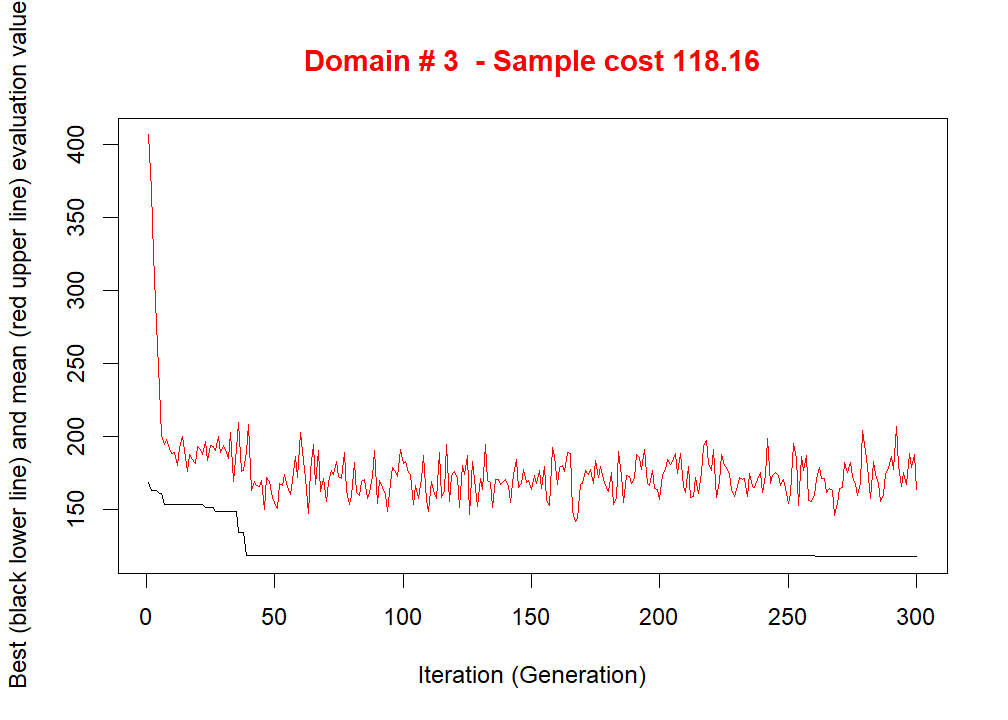 Domain # 3  - Sample cost 118.16
Best (black lower line) and mean (red upper line) evaluation value
400
350
300
250
200
150
0 50 100 150 200 250 300
Iteration (Generation)